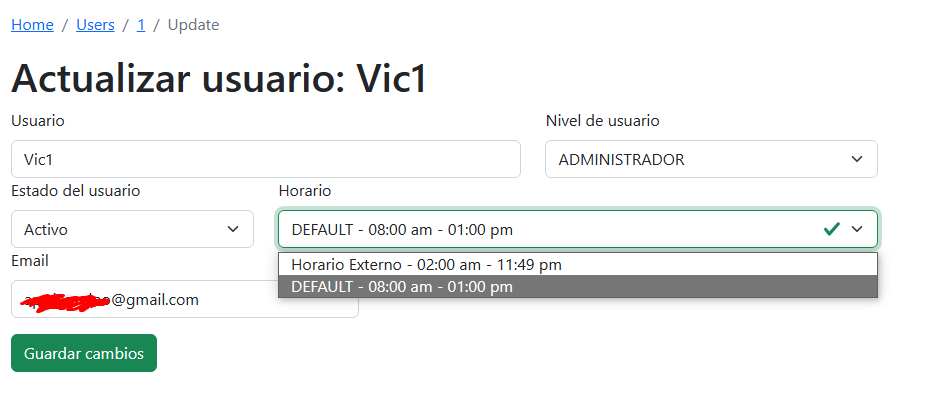 Home / Users / 1 / Update
Actualizar usuario: Vic1
Usuario
Nivel de usuario
Vic1
ADMINISTRADOR
Estado del usuario
Horario
Activo
DEFAULT - 08:00 am - 01:00 pm
Email
Horario Externo - 02:00 am - 11:49 pm
DEFAULT - 08:00 am - 01:00 pm
@gmail.com
Guardar cambios